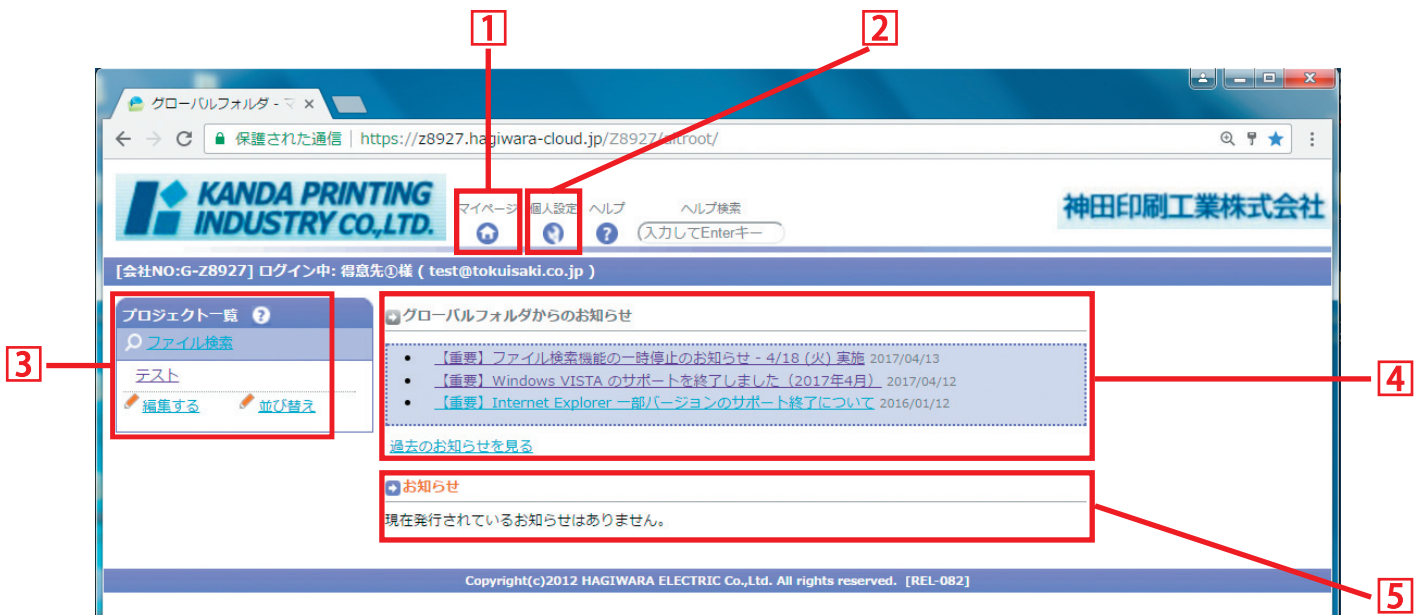 1
2
グローバルフォルダ - マ
保護された通信 | https://z8927.hagiwara-cloud.jp/Z8927/altroot/
KANDA PRINTING
INDUSTRY CO.,LTD.
マイページ 個人設定 ヘルプ ヘルプ検索
(入力してEnterキー
神田印刷工業株式会社
[会社NO:G-Z8927] ログイン中: 得意先①様 ( test@tokuisaki.co.jp )
3
プロジェクト一覧 ?
ファイル検索
テスト
編集する 並び替え
グローバルフォルダからのお知らせ
【重要】ファイル検索機能の一時停止のお知らせ - 4/18 (火) 実施 2017/04/13
【重要】Windows VISTA のサポートを終了しました（2017年4月） 2017/04/12
【重要】Internet Explorer 一部バージョンのサポート終了について 2016/01/12
過去のお知らせを見る
4
お知らせ
現在発行されているお知らせはありません。
5
Copyright(c)2012 HAGIWARA ELECTRIC Co.,Ltd. All rights reserved. [REL-082]